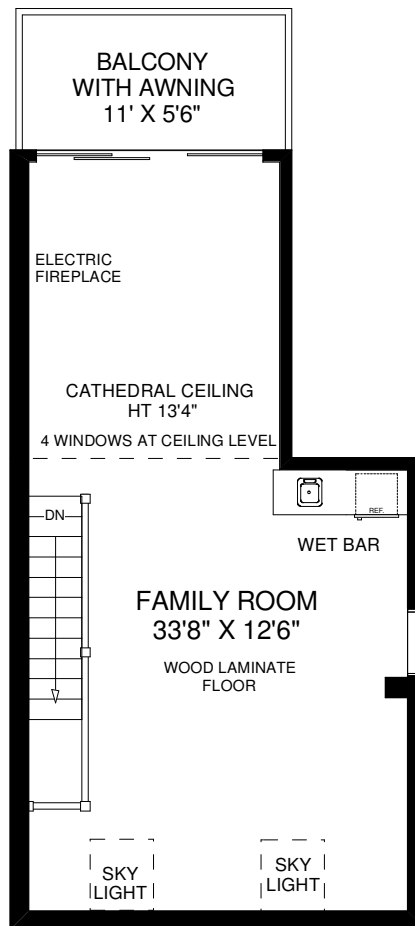 BALCONY
WITH AWNING
11' X 5'6"
ELECTRIC
FIREPLACE
CATHEDRAL CEILING
HT 13'4"
4 WINDOWS AT CEILING LEVEL
DN
REF.
WET BAR
FAMILY ROOM
33'8" X 12'6"
WOOD LAMINATE
FLOOR
SKY
LIGHT
SKY
LIGHT